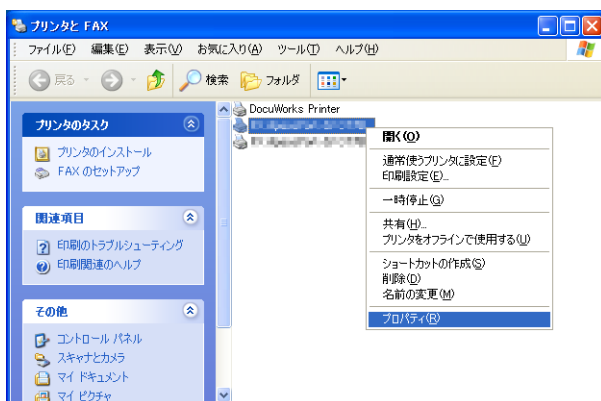 プリンタと FAX
ファイル(F) 編集(E) 表示(V) お気に入り(A) ツール(T) ヘルプ(H)
戻る 検索 フォルダ
プリンタのタスク
プリンタのインストール
FAX のセットアップ
関連項目
印刷のトラブルシューティング
印刷関連のヘルプ
その他
コントロール パネル
スキャナとカメラ
マイ ドキュメント
マイ ピクチャ
DocuWorks Printer
開く(O)
通常使うプリンタに設定(F)
印刷設定(E)...
一時停止(G)
共有(H)...
プリンタをオフラインで使用する(U)
ショートカットの作成(S)
削除(D)
名前の変更(M)
プロパティ(R)